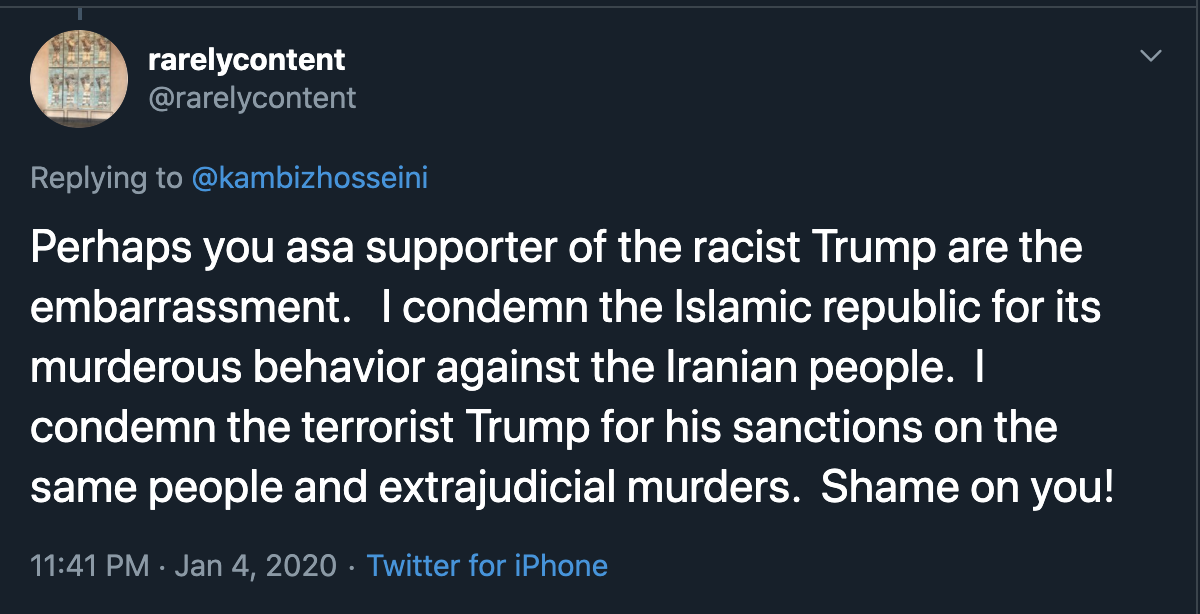 rarelycontent
@rarelycontent
Replying to @kambizhosseini
Perhaps you asa supporter of the racist Trump are the
embarrassment.   I condemn the Islamic republic for its
murderous behavior against the Iranian people.  I
condemn the terrorist Trump for his sanctions on the
same people and extrajudicial murders.  Shame on you!
11:41 PM · Jan 4, 2020 · Twitter for iPhone